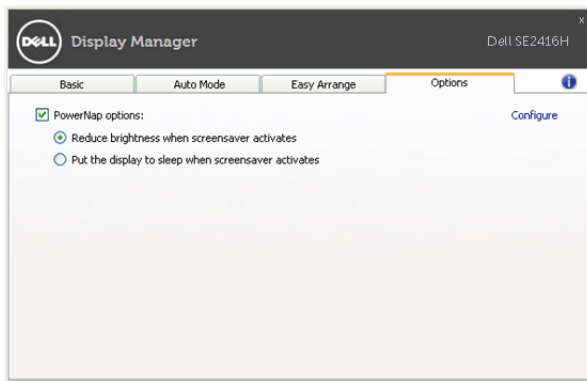 x
DELL Display Manager
Dell SE2416H
Basic
Auto Mode
Easy Arrange
Options
i
PowerNap options:
Configure
Reduce brightness when screensaver activates
Put the display to sleep when screensaver activates